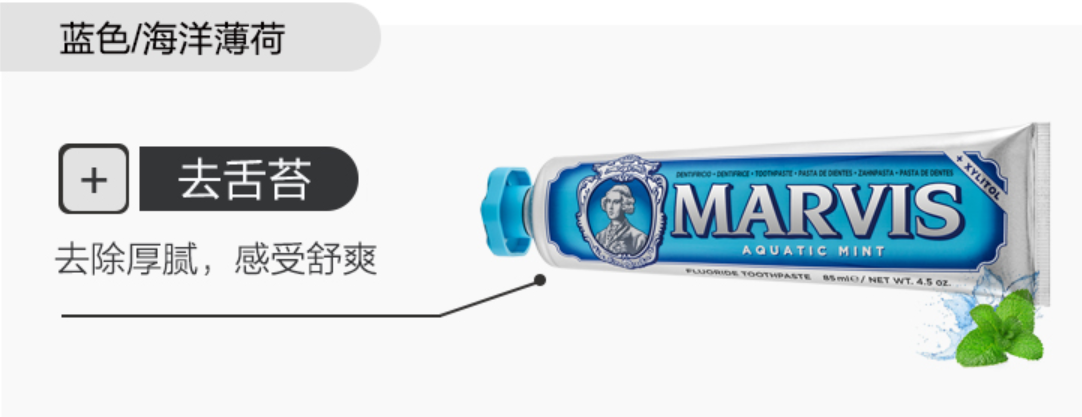 蓝色/海洋薄荷
+ 去舌苔
去除厚腻，感受舒爽
DENTIFRICIO • DENTIFRICE • TOOTHPASTE • PASTA DE DIENTES • ZAHNPASTA • PASTA DE DENTES
+ XYLITOL
MARVIS
AQUATIC MINT
FLUORIDE TOOTHPASTE 85ml℮/ NET WT. 4.5 oz.